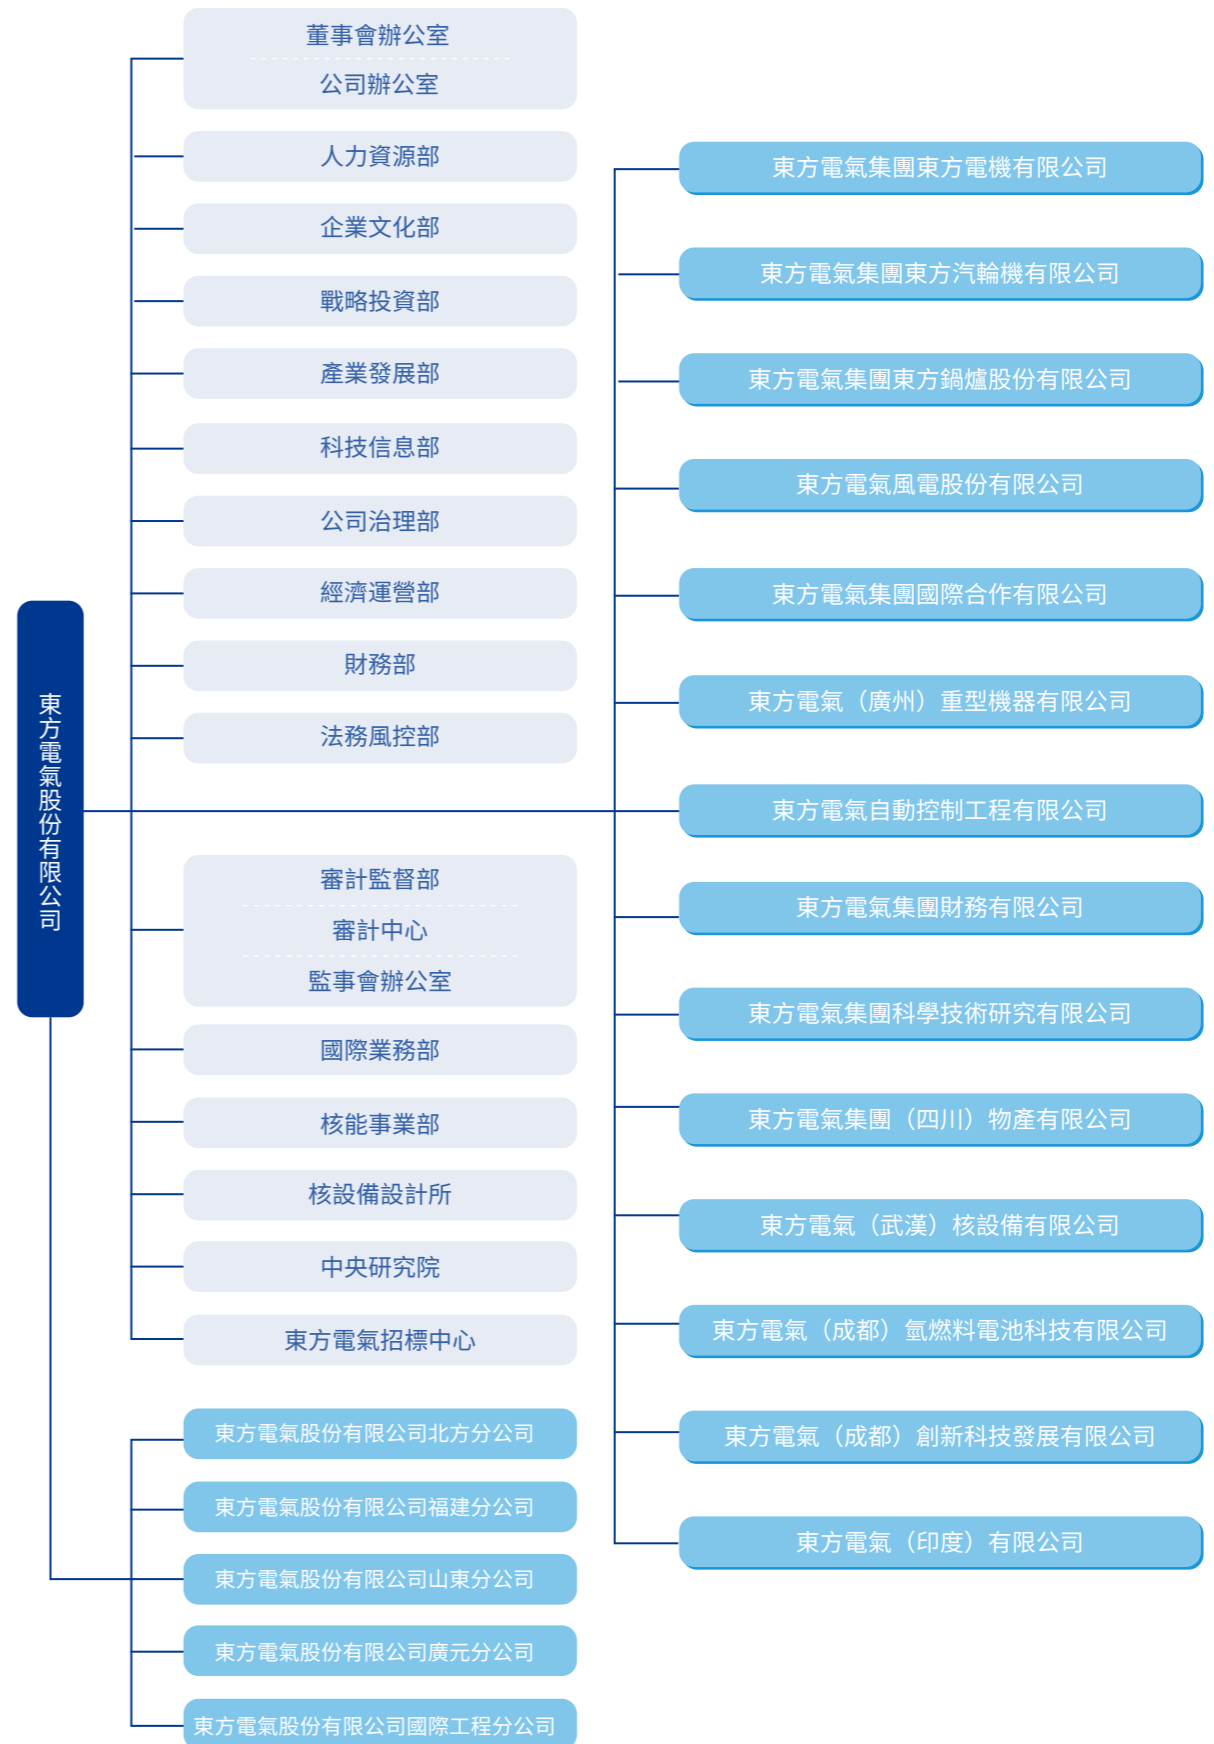 東方電氣股份有限公司
董事會辦公室
公司辦公室
人力資源部
企業文化部
戰略投資部
產業發展部
科技信息部
公司治理部
經濟運營部
財務部
法務風控部
審計監督部
審計中心
監事會辦公室
國際業務部
核能事業部
核設備設計所
中央研究院
東方電氣招標中心
東方電氣股份有限公司北方分公司
東方電氣股份有限公司福建分公司
東方電氣股份有限公司山東分公司
東方電氣股份有限公司廣元分公司
東方電氣股份有限公司國際工程分公司
東方電氣集團東方電機有限公司
東方電氣集團東方汽輪機有限公司
東方電氣集團東方鍋爐股份有限公司
東方電氣風電股份有限公司
東方電氣集團國際合作有限公司
東方電氣（廣州）重型機器有限公司
東方電氣自動控制工程有限公司
東方電氣集團財務有限公司
東方電氣集團科學技術研究有限公司
東方電氣集團（四川）物產有限公司
東方電氣（武漢）核設備有限公司
東方電氣（成都）氫燃料電池科技有限公司
東方電氣（成都）創新科技發展有限公司
東方電氣（印度）有限公司